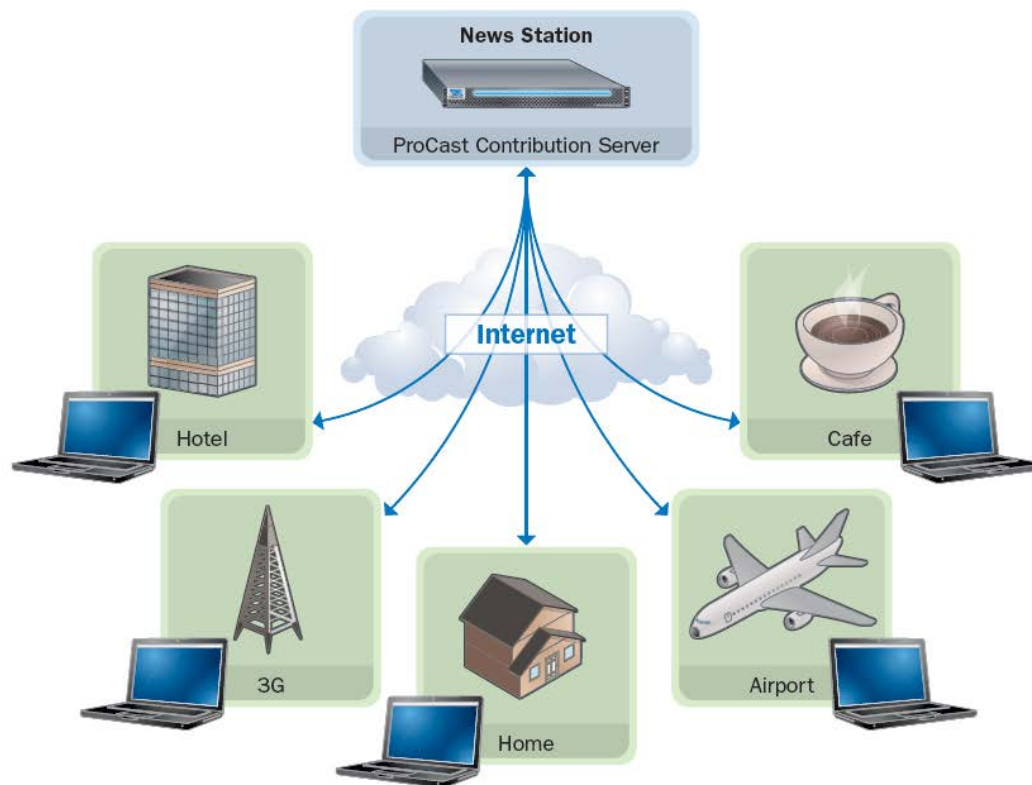 News Station
ProCast Contribution Server
Internet
Hotel
Cafe
3G
Airport
Home